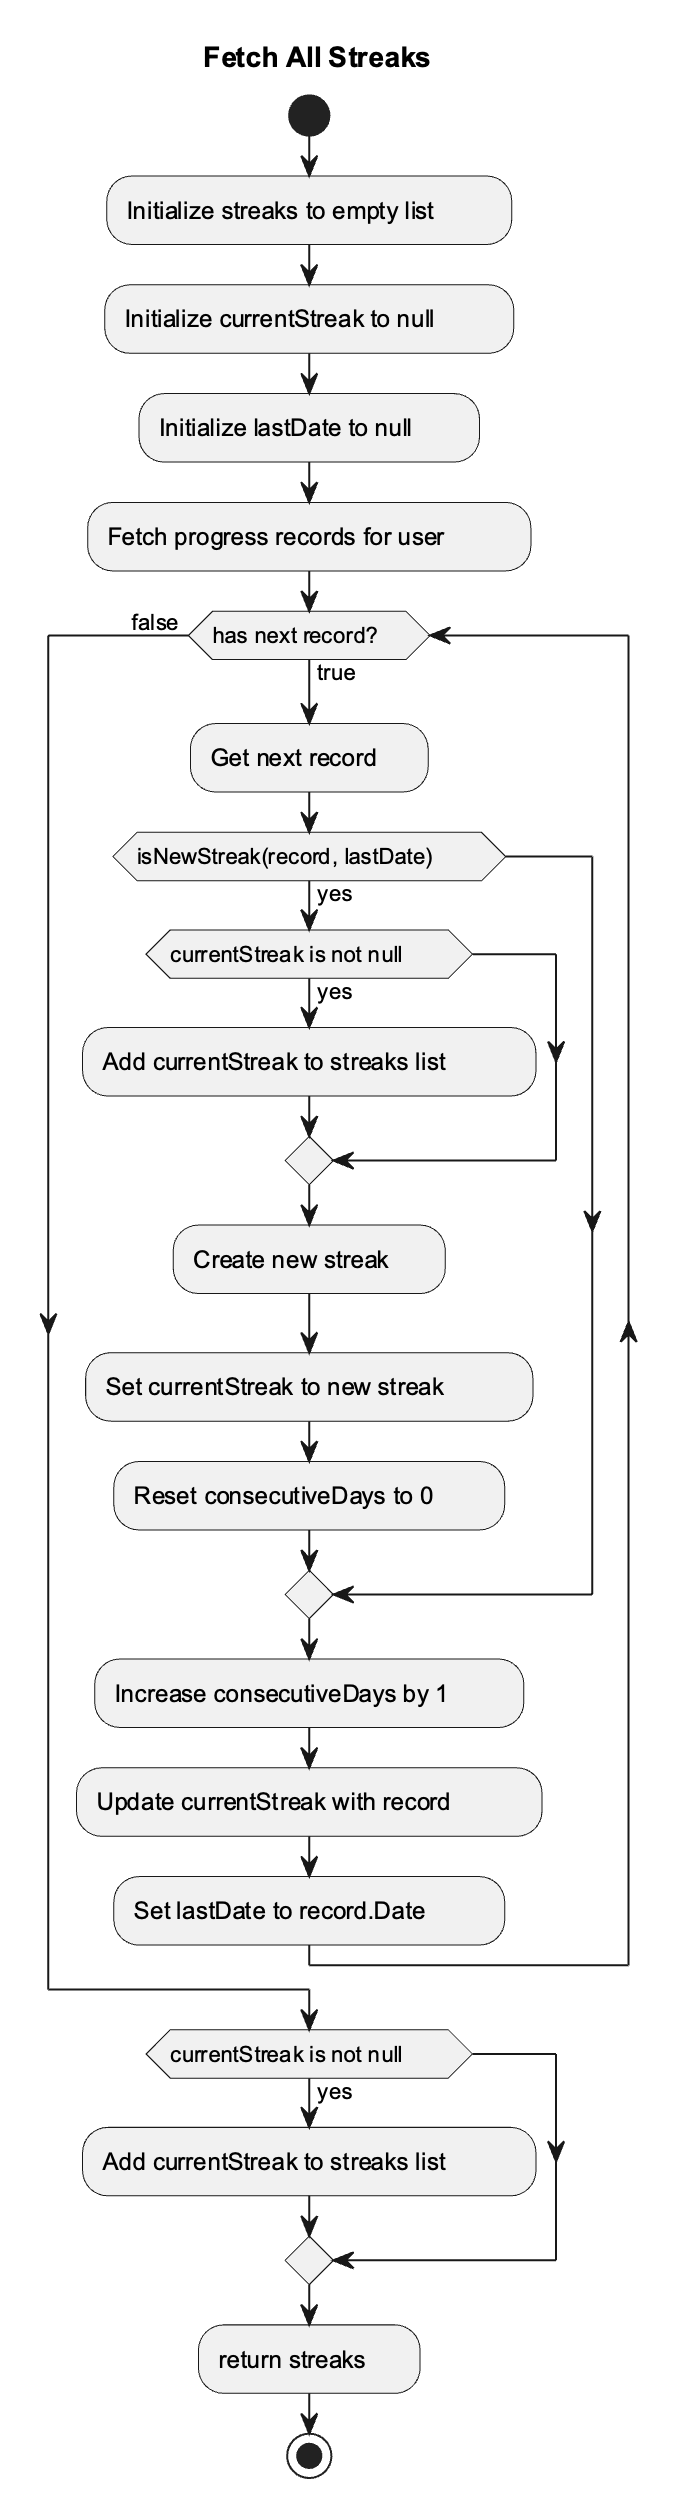 Fetch All Streaks
Initialize streaks to empty list
Initialize currentStreak to null
Initialize lastDate to null
Fetch progress records for user
false
has next record?
true
Get next record
isNewStreak(record, lastDate)
yes
currentStreak is not null
yes
Add currentStreak to streaks list
Create new streak
Set currentStreak to new streak
Reset consecutiveDays to 0
Increase consecutiveDays by 1
Update currentStreak with record
Set lastDate to record.Date
currentStreak is not null
yes
Add currentStreak to streaks list
return streaks